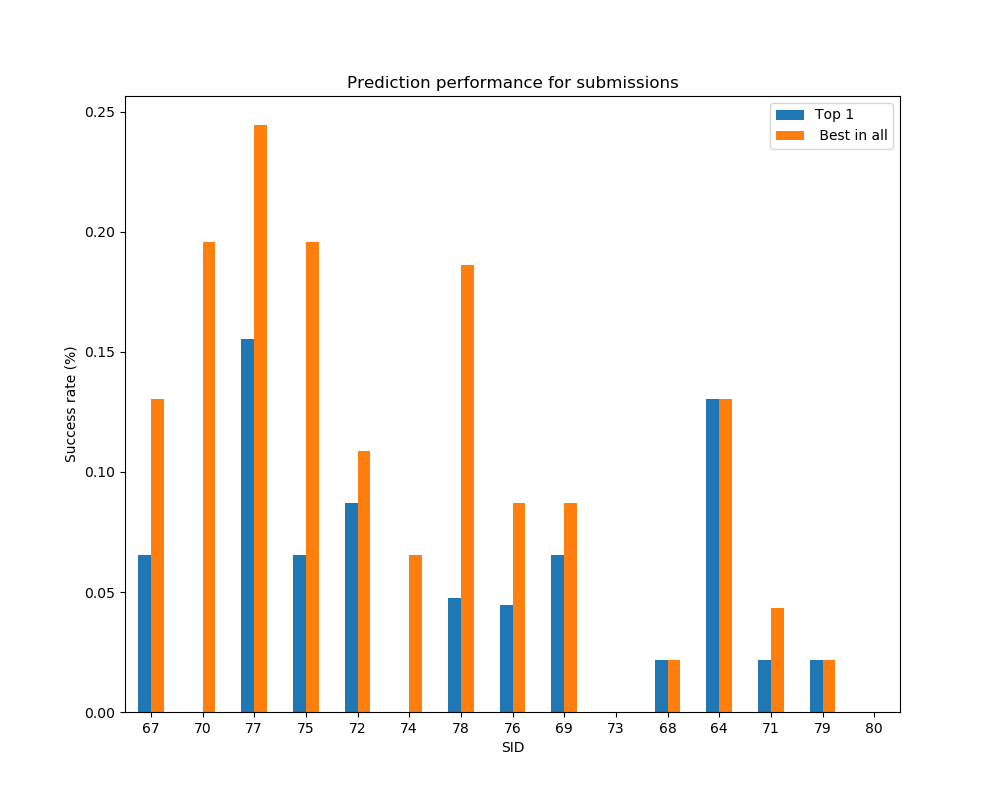 Prediction performance for submissions
Top 1
Best in all
0.25
0.20
0.15
0.10
0.05
0.00
Success rate (%)
67 70 77 75 72 74 78 76 69 73 68 64 71 79 80
SID